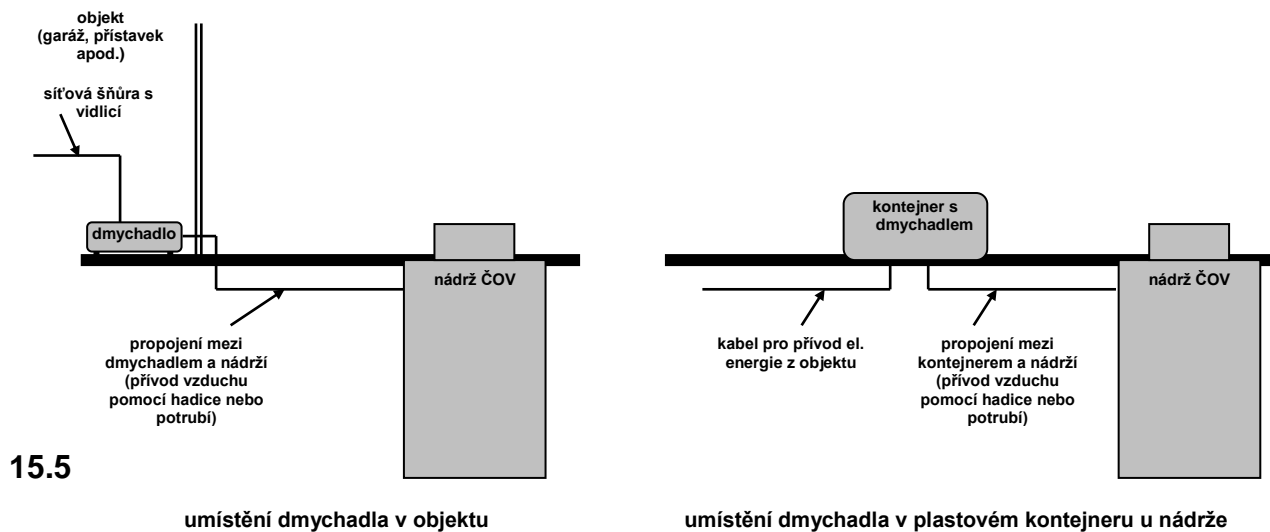 objekt
(garáž, přístavek
apod.)
síťová šňůra s
vidlicí
dmychadlo
nádrž ČOV
propojení mezi
dmychadlem a nádrží
(přívod vzduchu
pomocí hadice nebo
potrubí)
15.5
umístění dmychadla v objektu
kontejner s
dmychadlem
nádrž ČOV
kabel pro přívod el.
energie z objektu
propojení mezi
kontejnerem a nádrží
(přívod vzduchu
pomocí hadice nebo
potrubí)
umístění dmychadla v plastovém kontejneru u nádrže